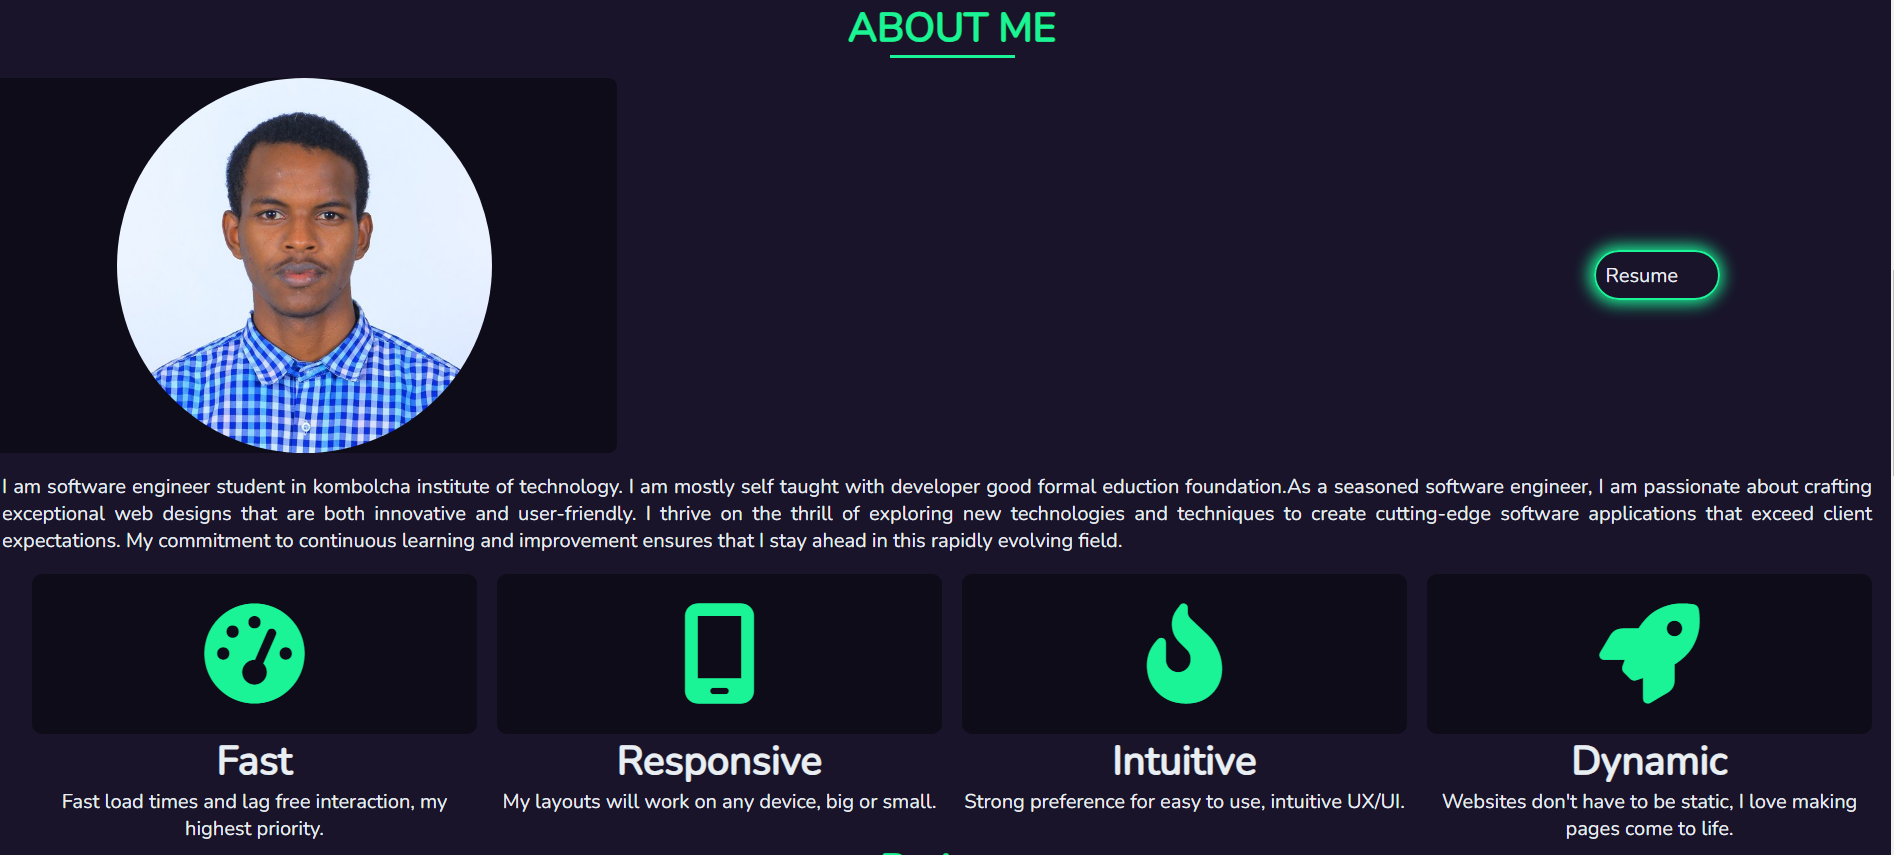 ABOUT ME
Resume
I am software engineer student in kombolcha institute of technology. I am mostly self taught with developer good formal eduction foundation.As a seasoned software engineer, I am passionate about crafting
exceptional web designs that are both innovative and user-friendly. I thrive on the thrill of exploring new technologies and techniques to create cutting-edge software applications that exceed client
expectations. My commitment to continuous learning and improvement ensures that I stay ahead in this rapidly evolving field.
Fast
Fast load times and lag free interaction, my
highest priority.
Responsive
My layouts will work on any device, big or small.
Intuitive
Strong preference for easy to use, intuitive UX/UI.
Dynamic
Websites don't have to be static, I love making
pages come to life.